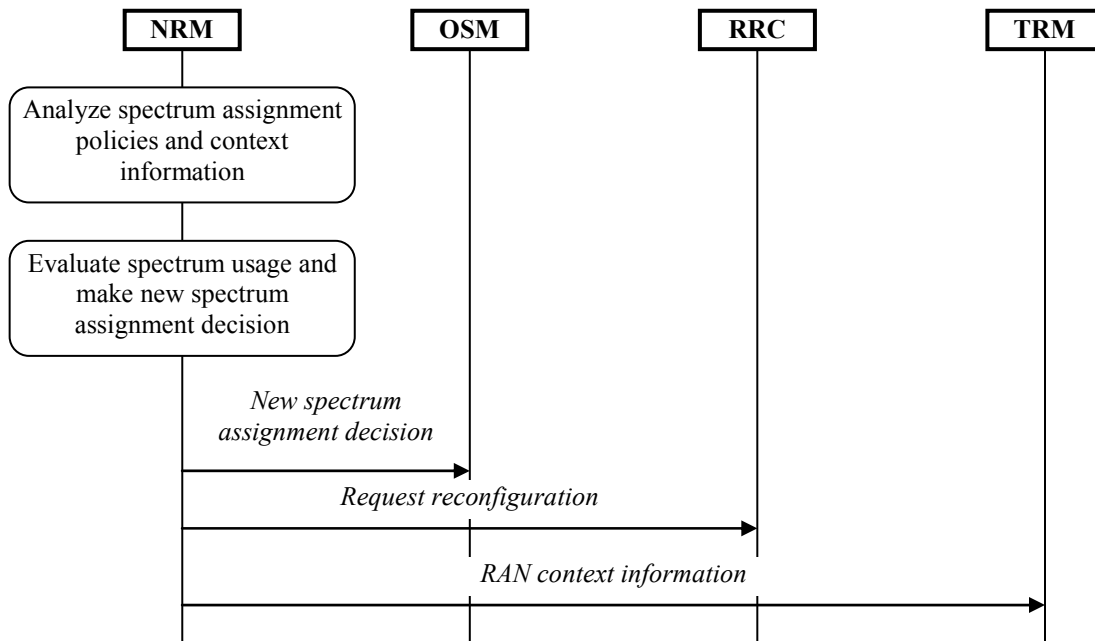 NRM
OSM
RRC
TRM
Analyze spectrum assignment
policies and context
information
Evaluate spectrum usage and
make new spectrum
assignment decision
New spectrum
assignment decision
Request reconfiguration
RAN context information